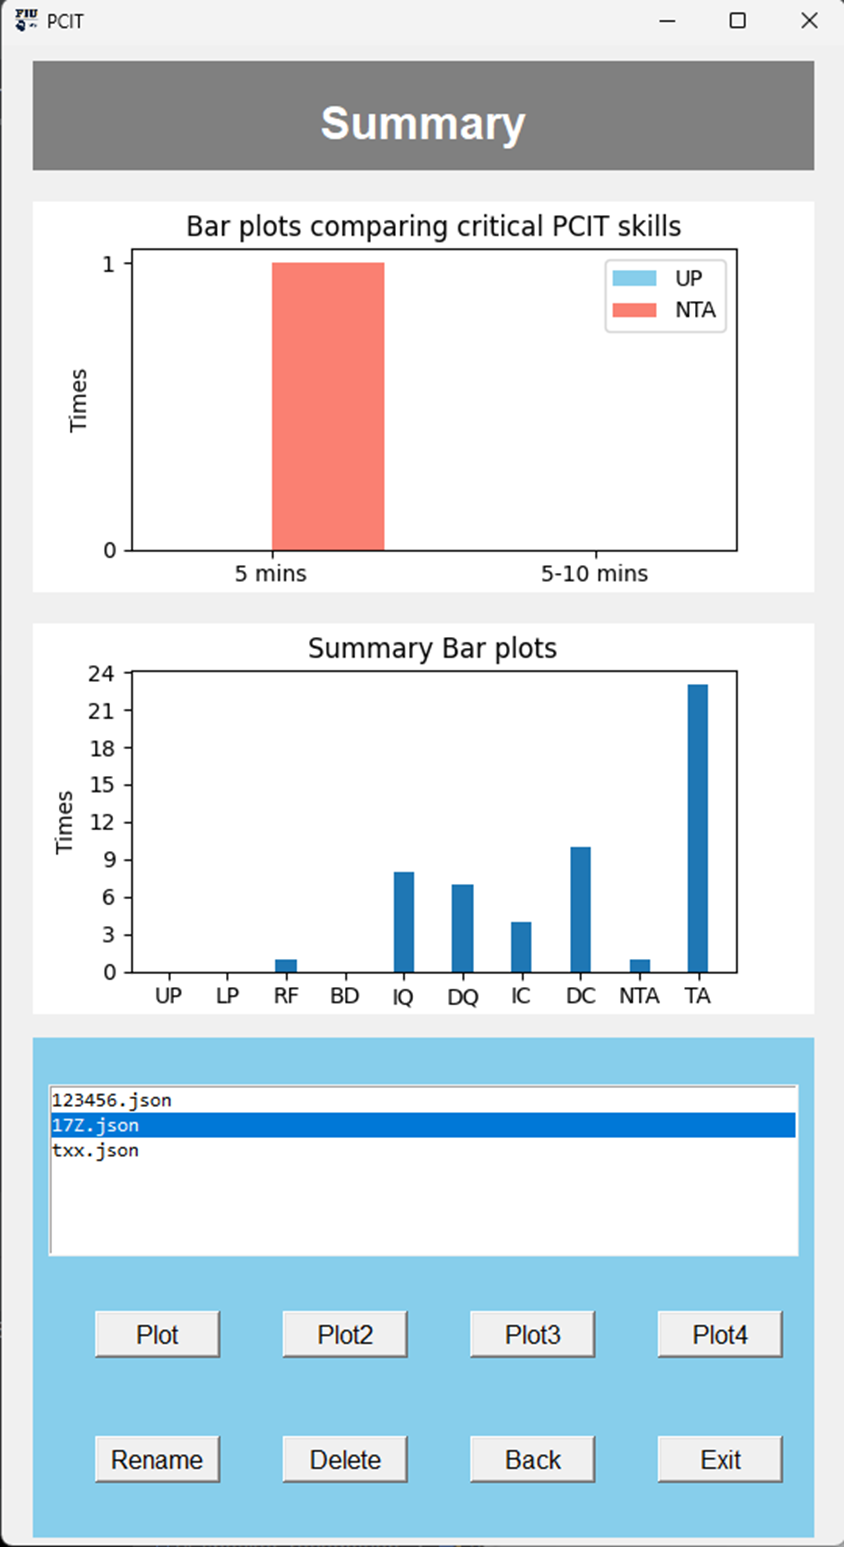 FIU PCIT
Summary
Bar plots comparing critical PCIT skills
UP
NTA
1
Times
0
5 mins 5-10 mins
Summary Bar plots
24
21
18
15
12
9
6
3
0
Times
UP LP RF BD IQ DQ IC DC NTA TA
123456.json
17Z.json
txx.json
Plot Plot2 Plot3 Plot4
Rename Delete Back Exit